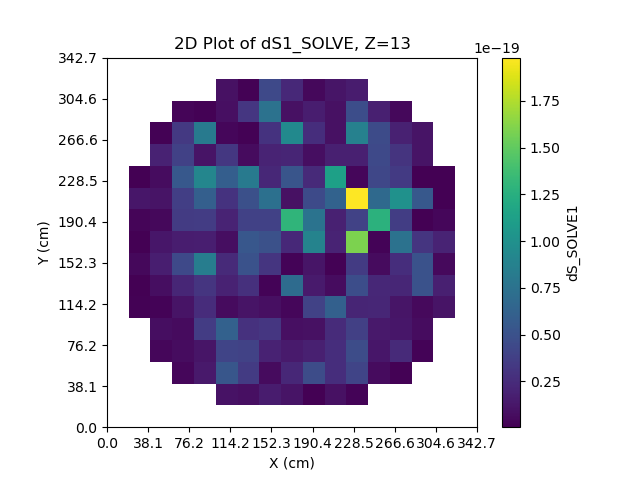 2D Plot of dS1_SOLVE, Z=13
1e−19
342.7
304.6
266.6
228.5
190.4
152.3
114.2
76.2
38.1
0.0
Y (cm)
0.0 38.1 76.2 114.2 152.3 190.4 228.5 266.6 304.6 342.7
X (cm)
1.75
1.50
1.25
1.00
0.75
0.50
0.25
dS_SOLVE1